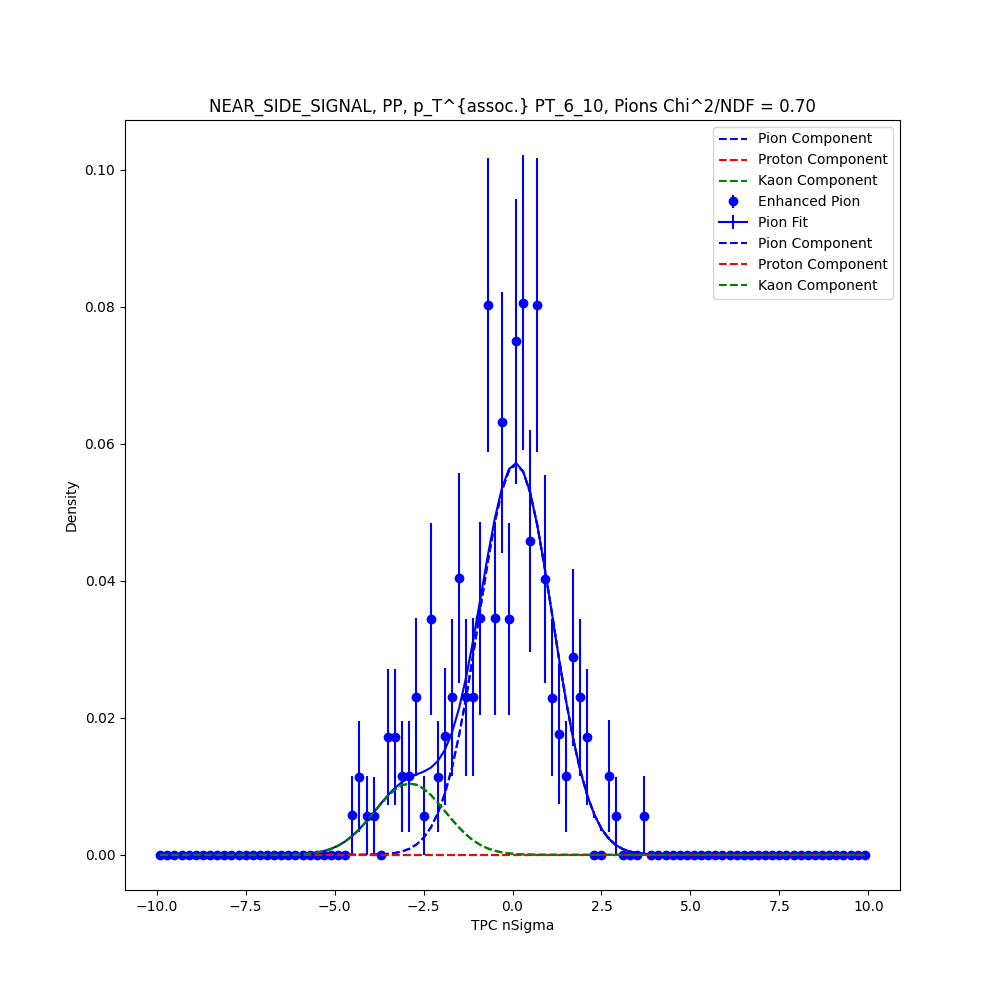 NEAR_SIDE_SIGNAL, PP, p_T^{assoc.} PT_6_10, Pions Chi^2/NDF = 0.70
Pion Component
Proton Component
Kaon Component
Enhanced Pion
Pion Fit
Pion Component
Proton Component
Kaon Component
0.10
0.08
0.06
0.04
0.02
0.00
Density
−10.0 −7.5 −5.0 −2.5 0.0 2.5 5.0 7.5 10.0
TPC nSigma